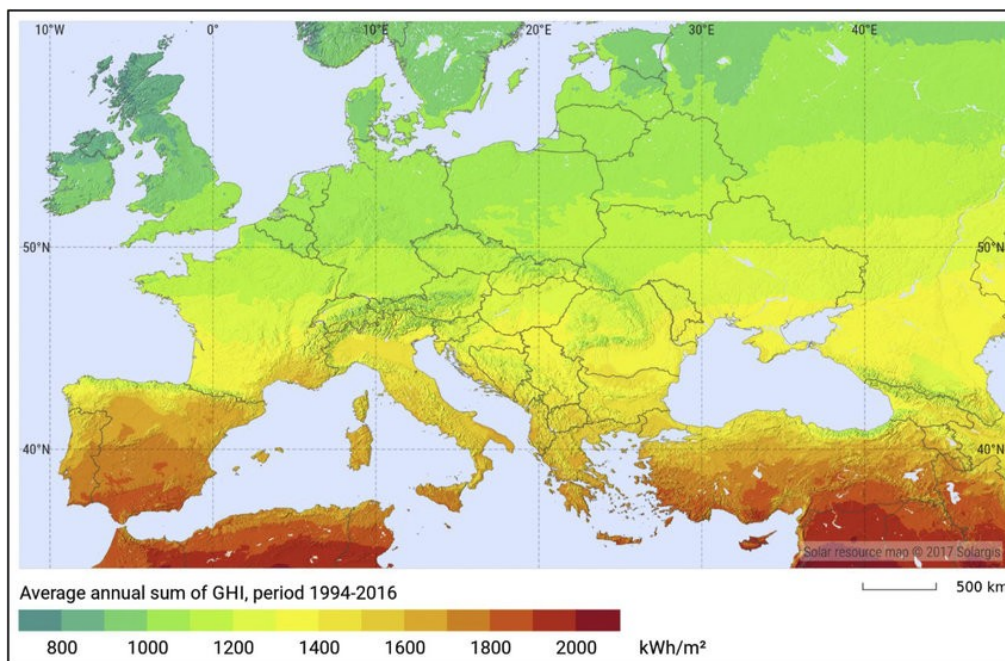 10°W 0° 10°E 20°E 30°E 40°E
50°N 50°N
40°N 40°N
Solar resource map © 2017 Solargis
Average annual sum of GHI, period 1994-2016
500 km
800 1000 1200 1400 1600 1800 2000 kWh/m²